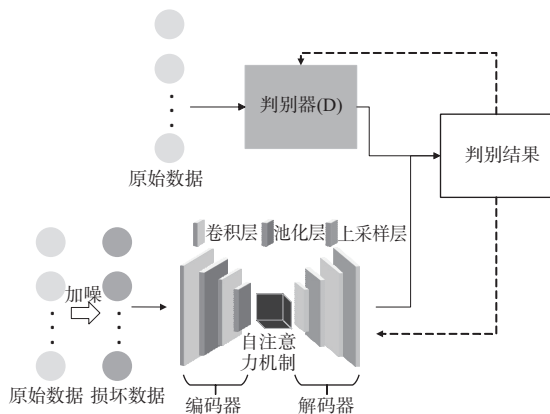 判别器(D)
判别结果
原始数据
卷积层 池化层 上采样层
加噪
自注意
力机制
原始数据 损坏数据
编码器 解码器